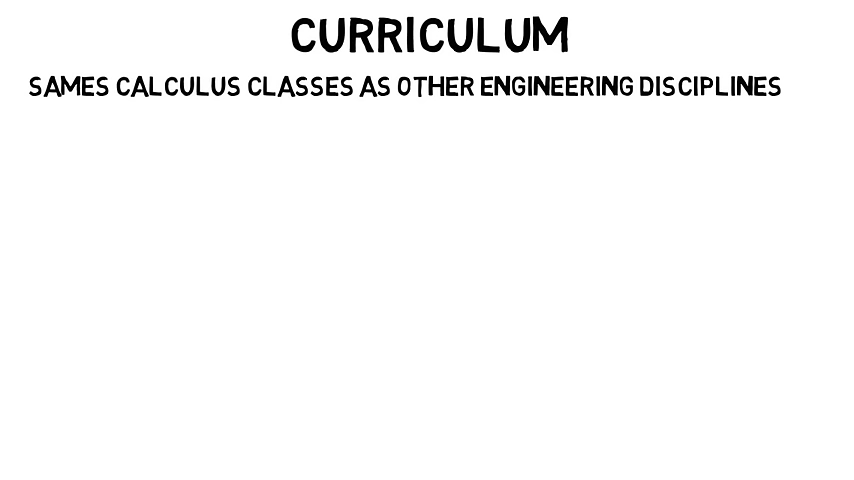 CURRICULUM
SAMES CALCULUS CLASSES AS OTHER ENGINEERING DISCIPLINES